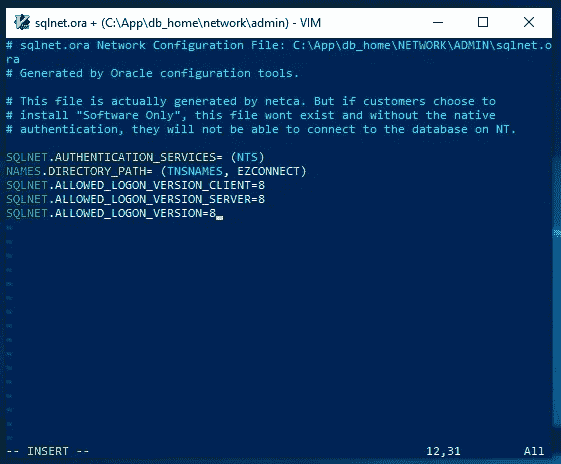 sqlnet.ora + (C:\App\db_home\network\admin) - VIM
# sqlnet.ora Network Configuration File: C:\App\db_home\NETWORK\ADMIN\sqlnet.o
ra
# Generated by Oracle configuration tools.
# This file is actually generated by netca. But if customers choose to
# install "Software Only", this file wont exist and without the native
# authentication, they will not be able to connect to the database on NT.
SQLNET.AUTHENTICATION_SERVICES= (NTS)
NAMES.DIRECTORY_PATH= (TNSNAMES, EZCONNECT)
SQLNET.ALLOWED_LOGON_VERSION_CLIENT=8
SQLNET.ALLOWED_LOGON_VERSION_SERVER=8
SQLNET.ALLOWED_LOGON_VERSION=8
-- INSERT -- 12,31 All